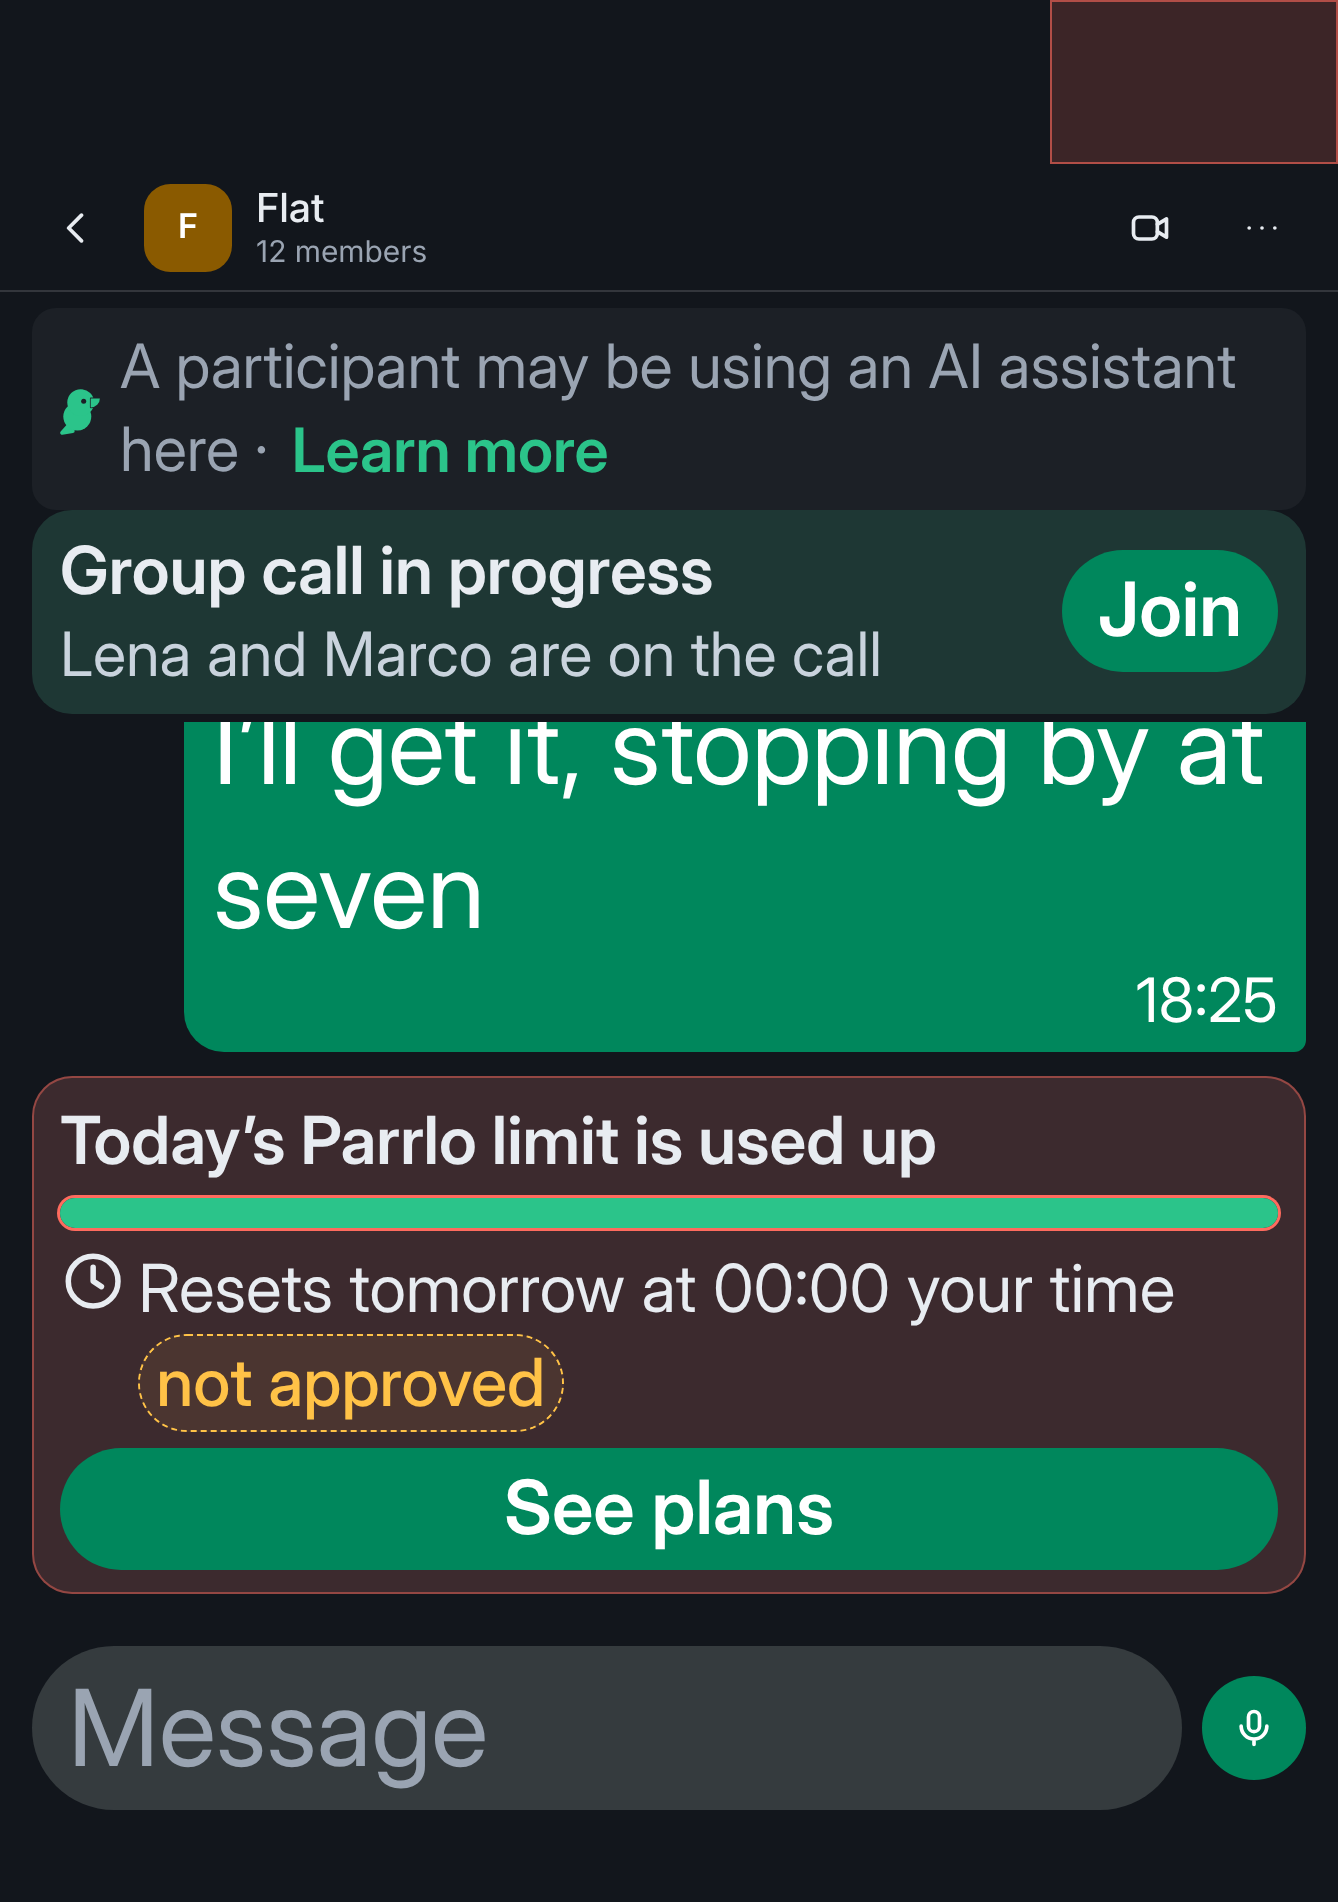 F
Flat
12 members
A participant may be using an AI assistant
here · Learn more
Group call in progress
Lena and Marco are on the call
Join
I’ll get it, stopping by at
seven
18:25
Today’s Parrlo limit is used up
Resets tomorrow at 00:00 your time
not approved
See plans
Message